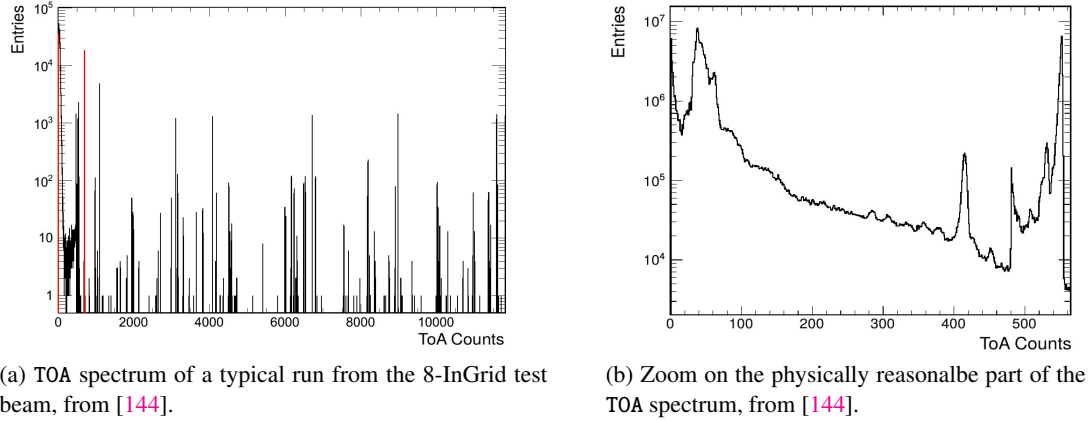 Entries
10^5
10^4
10^3
10^2
10
1
0 2000 4000 6000 8000 10000
ToA Counts
(a) TOA spectrum of a typical run from the 8-InGrid test
beam, from [144].
Entries
10^7
10^6
10^5
10^4
0 100 200 300 400 500
ToA Counts
(b) Zoom on the physically reasonalbe part of the
TOA spectrum, from [144].